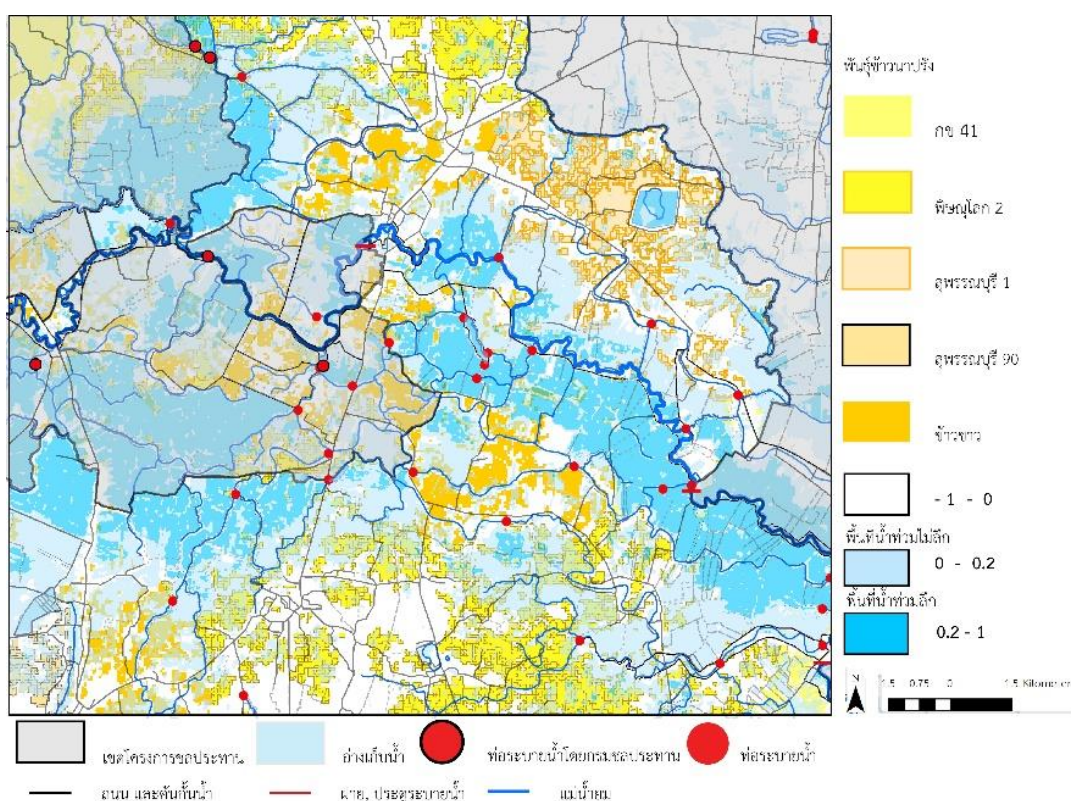 พันธุ์ข้าวนาปรัง
กข 41
พิษณุโลก 2
สุพรรณบุรี 1
สุพรรณบุรี 90
ข้าวขาว
- 1 - 0
พื้นที่น้ำท่วมไม่ลึก
0 - 0.2
พื้นที่น้ำท่วมลึก
0.2 - 1
N
1.5 0.75 0 1.5 Kilometer
เขตโครงการชลประทาน อ่างเก็บน้ำ ท่อระบายน้ำโดยกรมชลประทาน ท่อระบายน้ำ
ถนน และคันกั้นน้ำ ฝาย, ประตูระบายน้ำ แม่น้ำยม